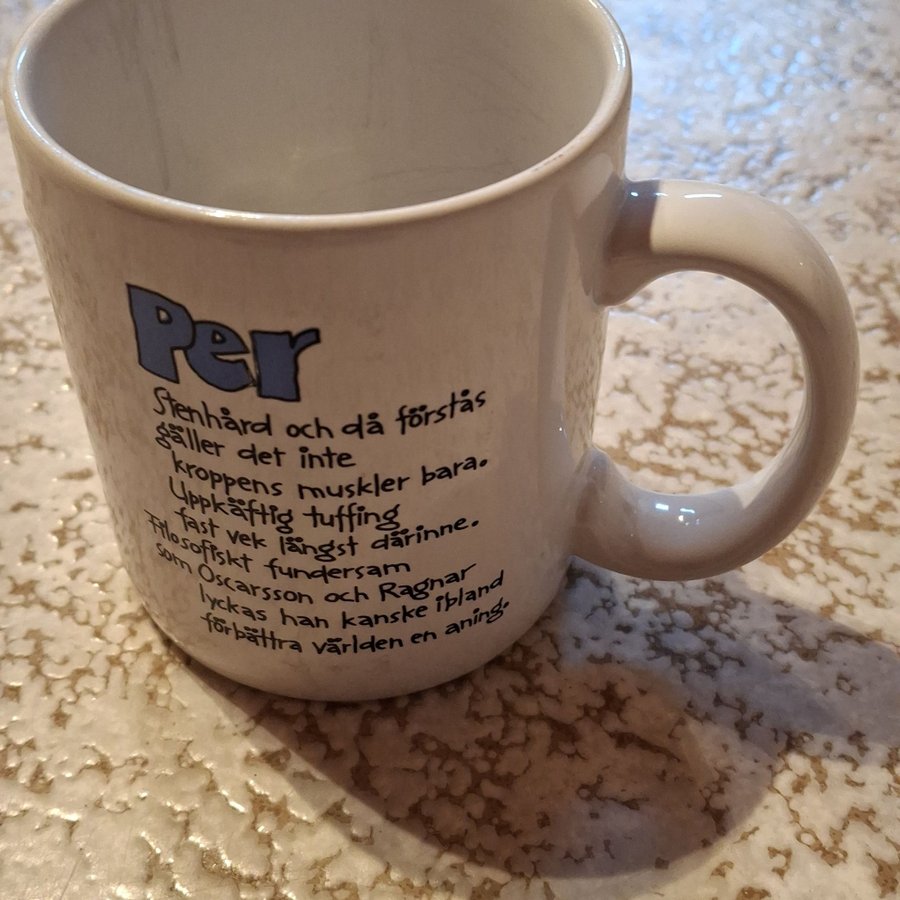 Per
Stenhård och då förstås
gäller det inte
kroppens muskler bara.
Uppkäftig tuffing
fast vek längst därinne.
Filosofiskt fundersam
som Oscarsson och Ragnar
lyckas han kanske ibland
förbättra världen en aning.